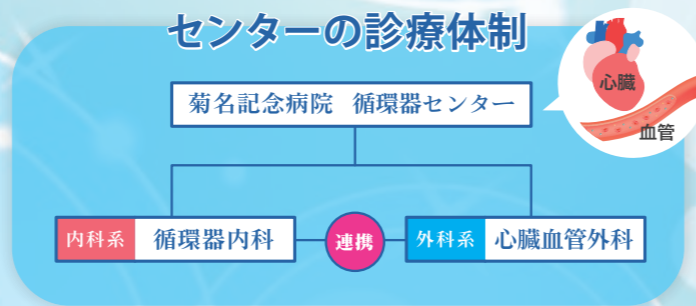 センターの診療体制
心臓
血管
菊名記念病院 循環器センター
内科系 循環器内科 連携 外科系 心臓血管外科